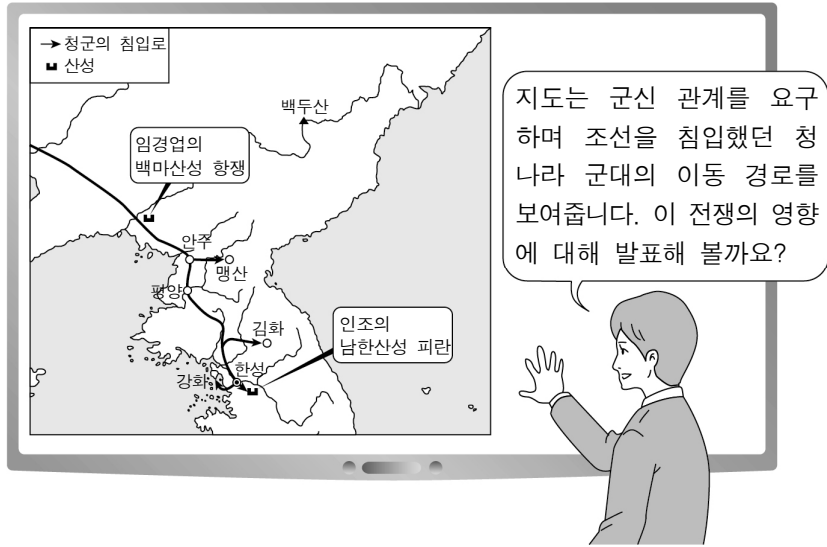 청군의 침입로
산성
백두산
임경업의
백마산성 항쟁
안주
맹산
평양
김화
인조의
남한산성 피란
한성
강화
지도는 군신 관계를 요구
하며 조선을 침입했던 청
나라 군대의 이동 경로를
보여줍니다. 이 전쟁의 영향
에 대해 발표해 볼까요?